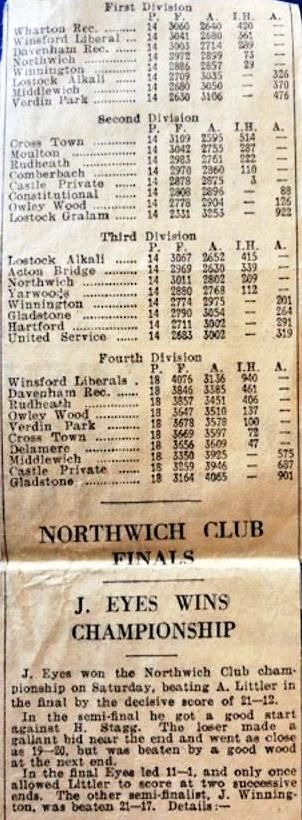 First Division
P. F. A. I.H. A.
Wharton Rec. ........ 14 3060 2640 420 —
Winsford Liberal ... 14 3041 2680 361 —
Davenham Rec. ...... 14 3003 2714 289 —
Northwich ............ 14 2972 2899 73 —
Winnington ......... 14 2886 2857 29 —
Lostock Alkali ...... 14 2709 3035 — 326
Middlewich ......... 14 2680 3050 — 370
Verdin Park ......... 14 2630 3106 — 476
Second Division
P. F. A. I.H. A.
Cross Town ......... 14 3109 2595 514 —
Moulton ............... 14 3042 2755 287 —
Rudheath ............ 14 2983 2761 222 —
Comberbach ......... 14 2970 2860 110 —
Castle Private ...... 14 2878 2875 3 —
Constitutional ...... 14 2808 2896 — 88
Owley Wood ......... 14 2778 2904 — 126
Lostock Gralam ... 14 2331 3253 — 922
Third Division
P. F. A. I.H. A.
Lostock Alkali ...... 14 3067 2652 415 —
Acton Bridge ......... 14 2969 2630 339 —
Northwich ............ 14 3011 2802 209 —
Yarwoods ............ 14 2880 2768 112 —
Winnington ......... 14 2774 2975 — 201
Gladstone ............ 14 2790 3054 — 264
Hartford ............... 14 2711 3002 — 291
United Service ...... 14 2683 3002 — 319
Fourth Division
P. F. A. I.H. A.
Winsford Liberals . 18 4076 3136 940 —
Davenham Rec. ...... 18 3846 3385 461 —
Rudheath ............ 18 3857 3451 406 —
Owley Wood ......... 18 3647 3510 137 —
Verdin Park ......... 18 3678 3578 100 —
Cross Town ......... 18 3669 3597 72 —
Delamere ............ 18 3656 3609 47 —
Middlewich ......... 18 3350 3925 — 575
Castle Private ...... 18 3259 3946 — 687
Gladstone ............ 18 3164 4065 — 901
NORTHWICH CLUB
FINALS
J. EYES WINS
CHAMPIONSHIP
J. Eyes won the Northwich Club cham-
pionship on Saturday, beating A. Littler in
the final by the decisive score of 21—12.
In the semi-final he got a good start
against H. Stagg. The loser made a
gallant bid near the end and went as close
as 19—20, but was beaten by a good wood
at the next end.
In the final Eyes led 11—1, and only once
allowed Littler to score at two successive
ends. The other semi-finalist, J. Winning-
ton, was beaten 21—17. Details:—